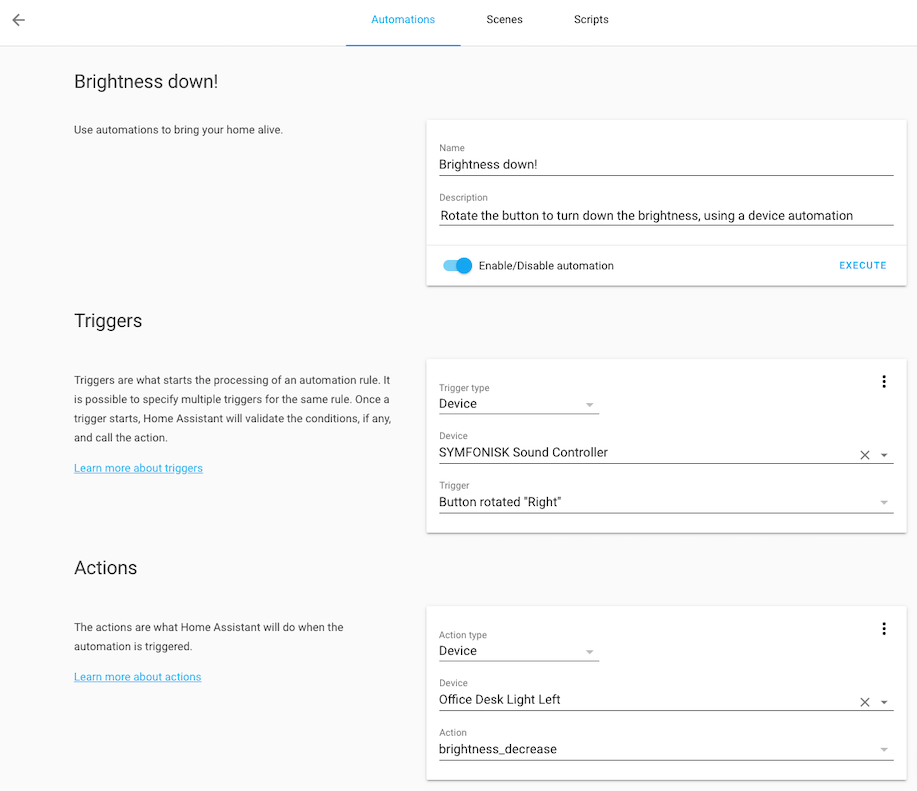 Automations
Scenes
Scripts
Brightness down!
Use automations to bring your home alive.
Name
Brightness down!
Description
Rotate the button to turn down the brightness, using a device automation
Enable/Disable automation
EXECUTE
Triggers
Triggers are what starts the processing of an automation rule. It
is possible to specify multiple triggers for the same rule. Once a
trigger starts, Home Assistant will validate the conditions, if any,
and call the action.
Learn more about triggers
Trigger type
Device
Device
SYMFONISK Sound Controller
Trigger
Button rotated "Right"
Actions
The actions are what Home Assistant will do when the
automation is triggered.
Learn more about actions
Action type
Device
Device
Office Desk Light Left
Action
brightness_decrease